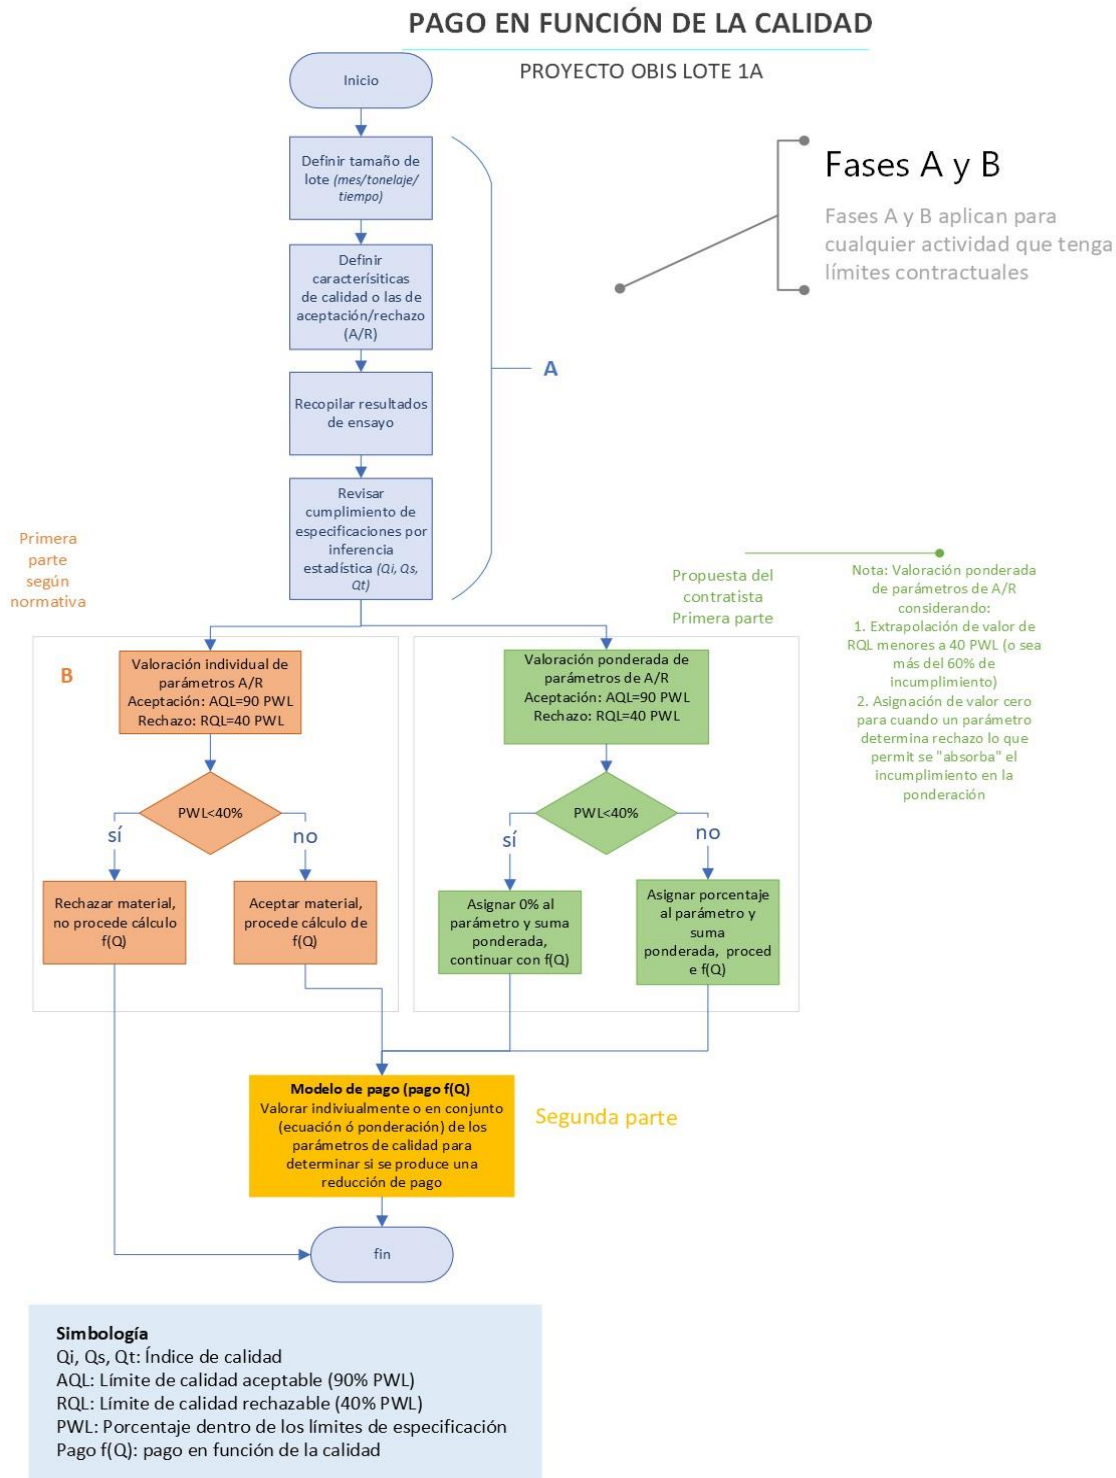 PAGO EN FUNCIÓN DE LA CALIDAD
PROYECTO OBIS LOTE 1A
Inicio
Definir tamaño de
lote (mes/tonelaje/
tiempo)
Definir
caracterísiticas
de calidad o las de
aceptación/rechazo
(A/R)
Recopilar resultados
de ensayo
Revisar
cumplimiento de
especificaciones por
inferencia
estadística (Qi, Qs,
Qt)
A
Fases A y B
Fases A y B aplican para
cualquier actividad que tenga
límites contractuales
Primera
parte
según
normativa
Propuesta del
contratista
Primera parte
Nota: Valoración ponderada
de parámetros de A/R
considerando:
1. Extrapolación de valor de
RQL menores a 40 PWL (o sea
más del 60% de
incumplimiento)
2. Asignación de valor cero
para cuando un parámetro
determina rechazo lo que
permit se "absorba" el
incumplimiento en la
ponderación
B
Valoración individual de
parámetros A/R
Aceptación: AQL=90 PWL
Rechazo: RQL=40 PWL
PWL<40%
sí
no
Rechazar material,
no procede cálculo
f(Q)
Aceptar material,
procede cálculo de
f(Q)
Valoración ponderada de
parámetros de A/R
Aceptación: AQL=90 PWL
Rechazo: RQL=40 PWL
PWL<40%
sí
no
Asignar 0% al
parámetro y suma
ponderada,
continuar con f(Q)
Asignar porcentaje
al parámetro y
suma
ponderada, proced
e f(Q)
Modelo de pago (pago f(Q)
Valorar indiviualmente o en conjunto
(ecuación ó ponderación) de los
parámetros de calidad para
determinar si se produce una
reducción de pago
Segunda parte
fin
Simbología
Qi, Qs, Qt: Índice de calidad
AQL: Límite de calidad aceptable (90% PWL)
RQL: Límite de calidad rechazable (40% PWL)
PWL: Porcentaje dentro de los límites de especificación
Pago f(Q): pago en función de la calidad